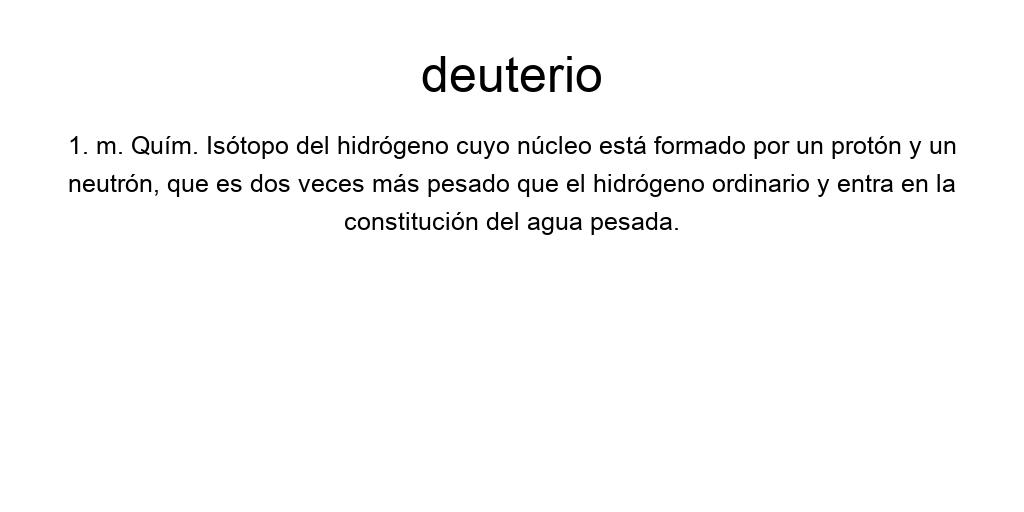 deuterio
1. m. Quím. Isótopo del hidrógeno cuyo núcleo está formado por un protón y un
neutrón, que es dos veces más pesado que el hidrógeno ordinario y entra en la
constitución del agua pesada.